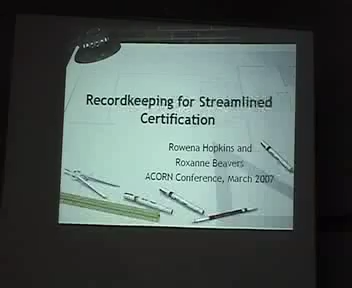 Recordkeeping for Streamlined
Certification
Rowena Hopkins and
Roxanne Beavers
ACORN Conference, March 2007